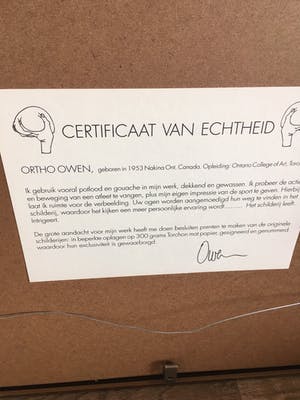 CERTIFICAAT VAN ECHTHEID
ORTHO OWEN, geboren in 1953 Nakina Ont. Canada. Opleiding: Ontario College of Art,
Ik gebruik vooral potlood en gouache in mijn werk, dekkend en gewassen. Ik probeer de
en beweging van een atleet te vangen, plus mijn eigen impressie van de sport te geven.
laat ik ruimte voor de verbeelding. Uw ogen worden aangemoedigd hun weg te vinden in het
schilderij, waardoor het kijken een meer persoonlijke ervaring wordt......... Het schilderij leeft.
Intrigeert.
De grote aandacht voor mijn werk heeft me doen besluiten prenten te maken van de originele
schilderijen: in beperkte oplagen op 300 grams Torchon mat papier, gesigneerd en genummerd
waardoor hun exclusiviteit is gewaarborgd.
Owen